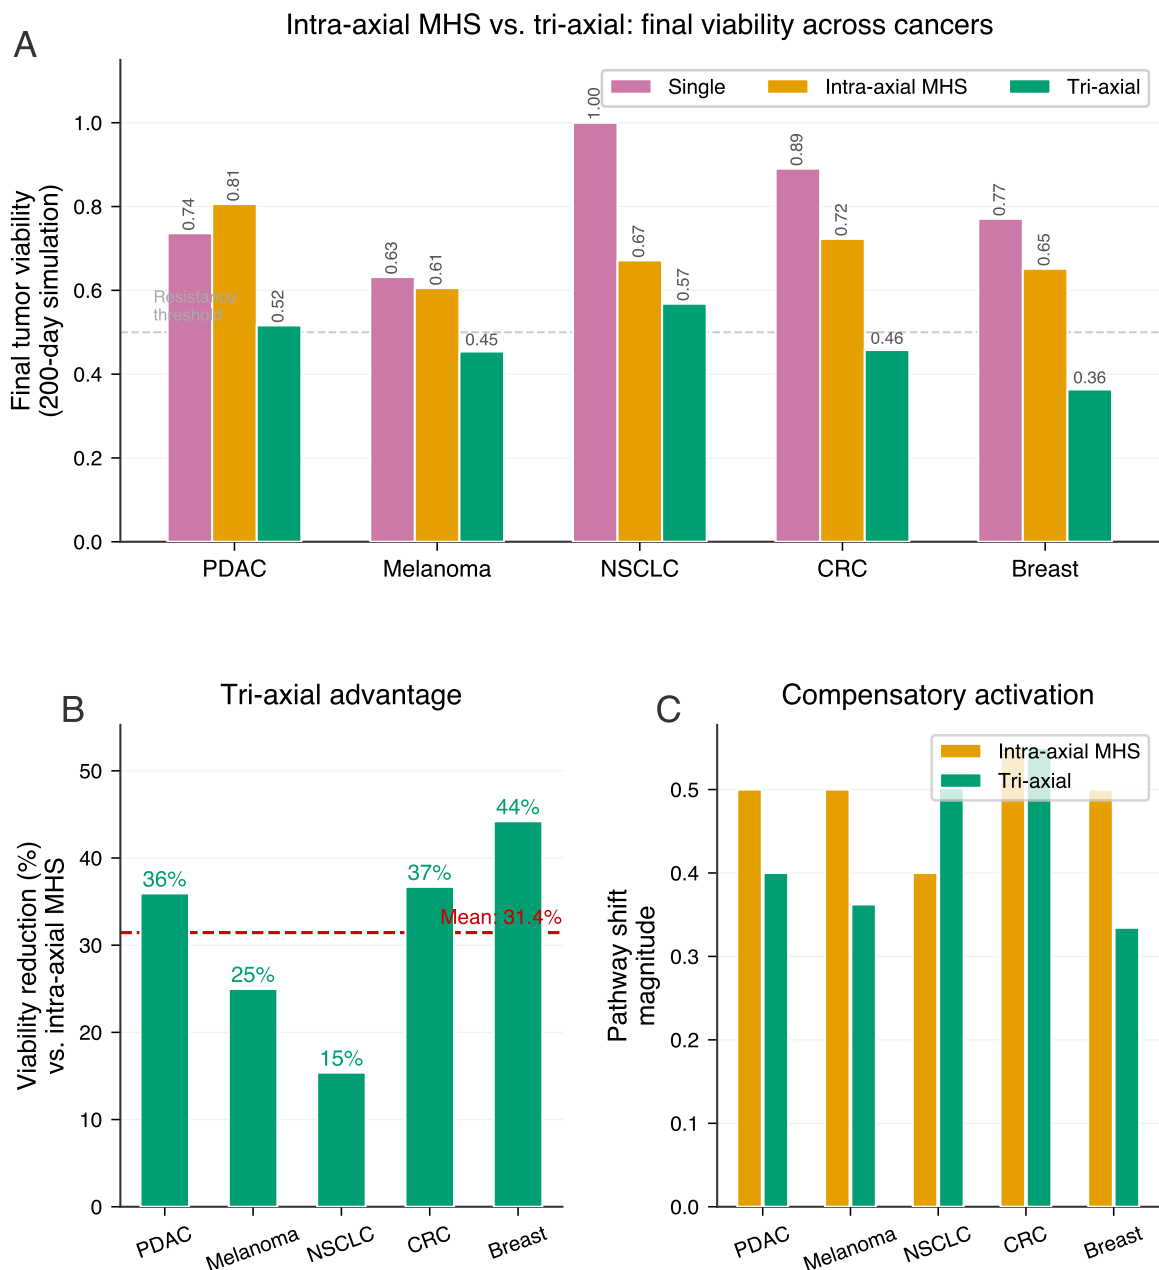 A
Intra-axial MHS vs. tri-axial: final viability across cancers
Single
Intra-axial MHS
Tri-axial
Final tumor viability
(200-day simulation)
1.0
0.8
0.6
0.4
0.2
0.0
Resistance
threshold
0.74
0.81
0.52
0.63
0.61
0.45
1.00
0.67
0.57
0.89
0.72
0.46
0.77
0.65
0.36
PDAC
Melanoma
NSCLC
CRC
Breast
B
Tri-axial advantage
Viability reduction (%)
vs. intra-axial MHS
50
40
30
20
10
0
36%
25%
15%
37%
44%
Mean: 31.4%
PDAC
Melanoma
NSCLC
CRC
Breast
C
Compensatory activation
Intra-axial MHS
Tri-axial
Pathway shift
magnitude
0.5
0.4
0.3
0.2
0.1
0.0
PDAC
Melanoma
NSCLC
CRC
Breast